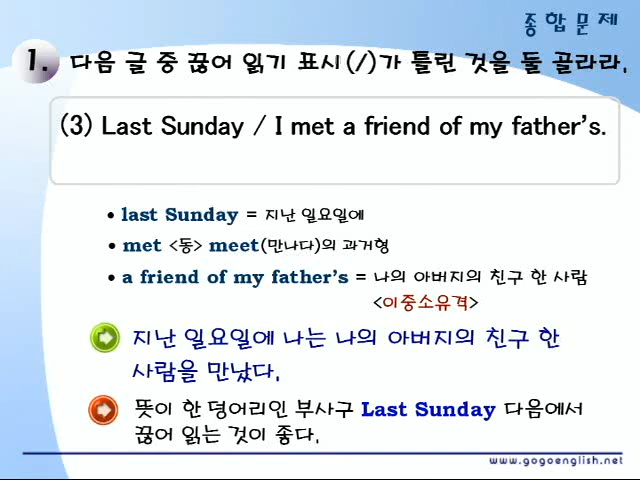 종합문제
1. 다음 글 중 끊어 읽기 표시(/)가 틀린 것을 둘 골라라.
(3) Last Sunday / I met a friend of my father's.
• last Sunday = 지난 일요일에
• met <동> meet(만나다)의 과거형
• a friend of my father's = 나의 아버지의 친구 한 사람
<이중소유격>
지난 일요일에 나는 나의 아버지의 친구 한
사람을 만났다.
뜻이 한 덩어리인 부사구 Last Sunday 다음에서
끊어 읽는 것이 좋다.
www.gogoenglish.net